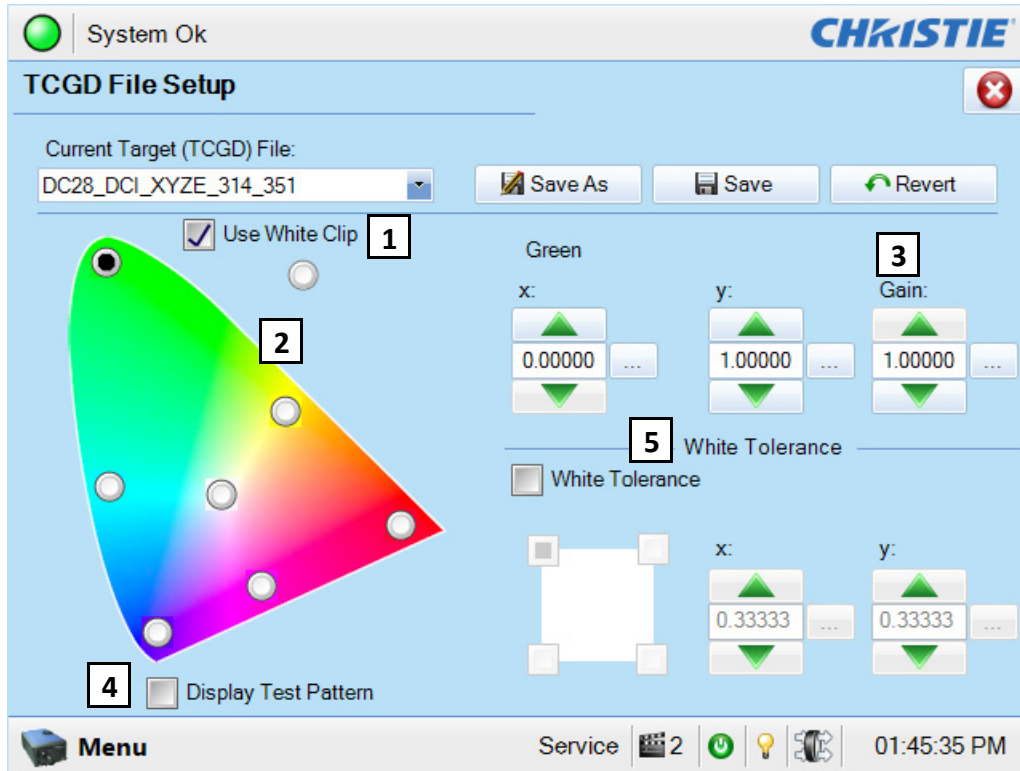 System Ok
CHRISTIE
TCGD File Setup
Current Target (TCGD) File:
DC28_DCI_XYZE_314_351
Save As
Save
Revert
Use White Clip
1
Green
3
x:
y:
Gain:
2
0.00000
...
1.00000
...
1.00000
...
5
White Tolerance
White Tolerance
x:
y:
0.33333
...
0.33333
...
4
Display Test Pattern
Menu
Service
2
01:45:35 PM